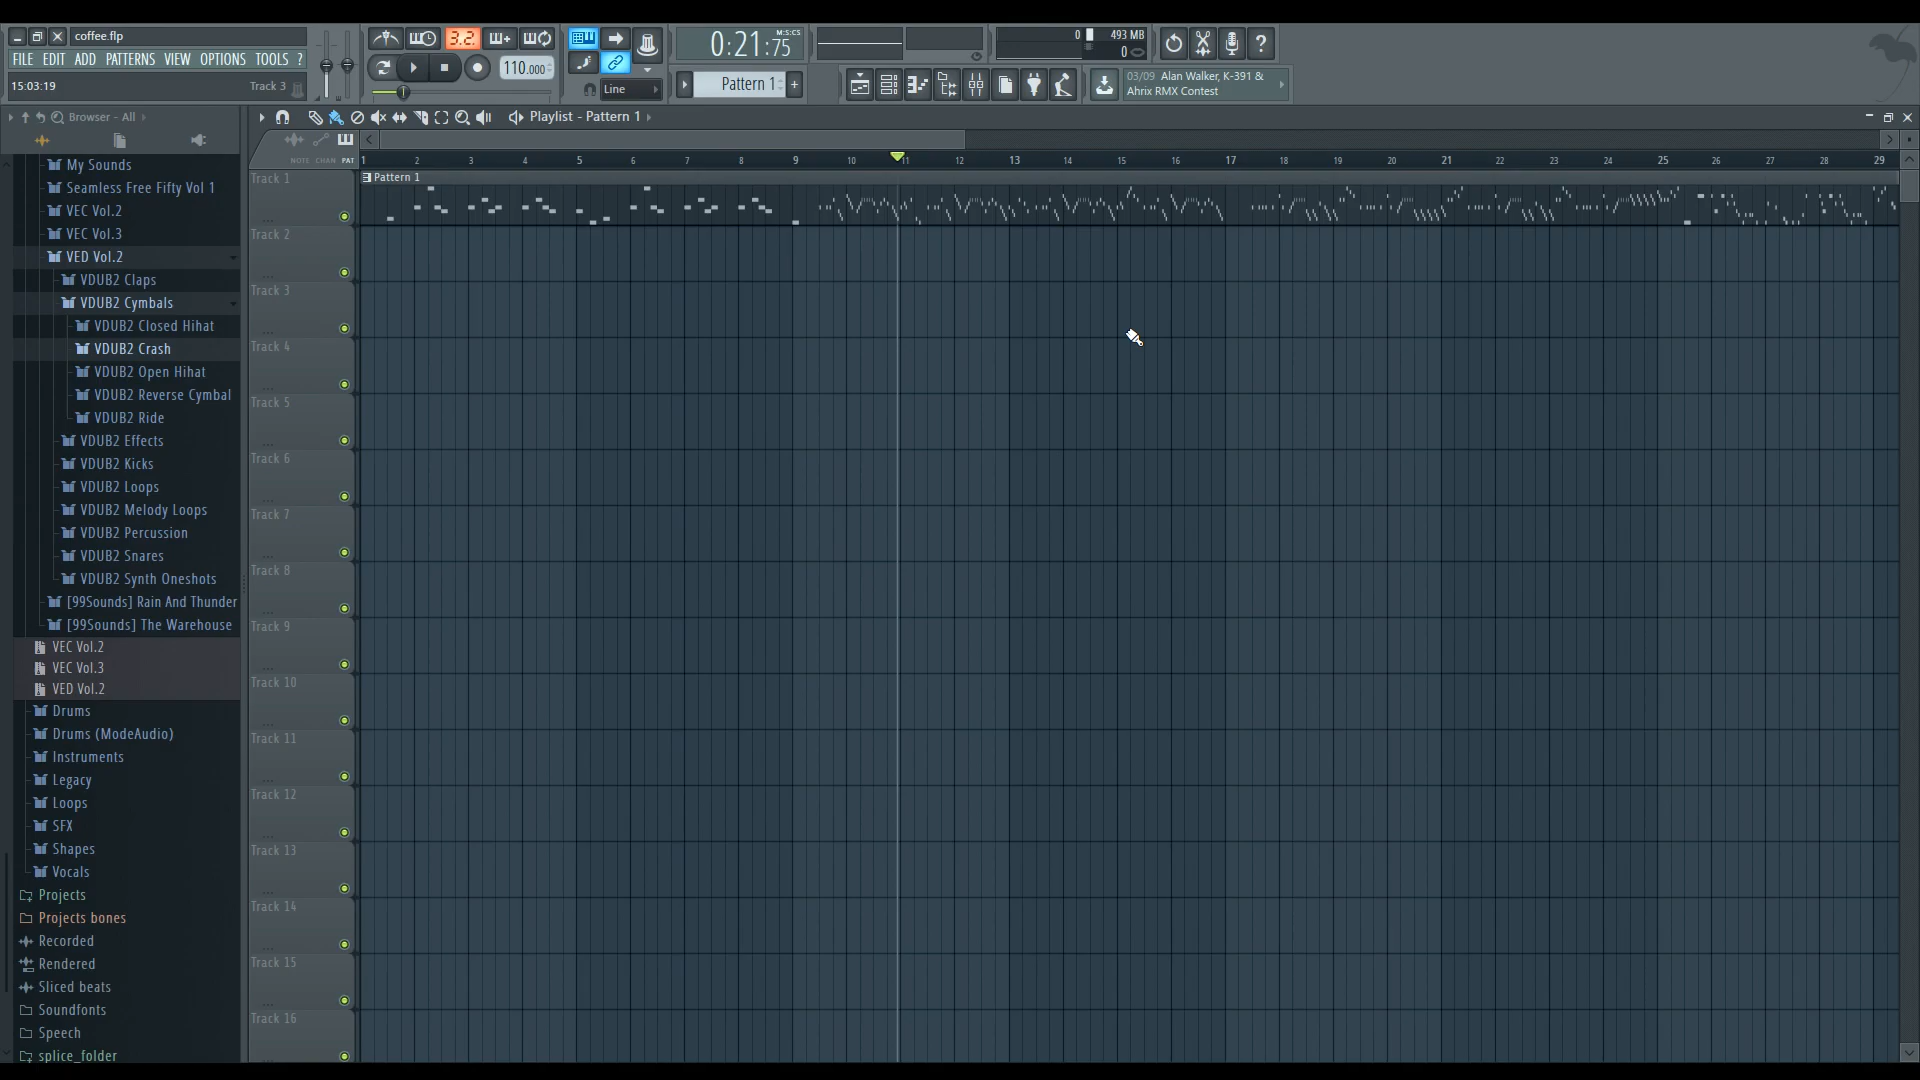 coffee.flp
FILE EDIT ADD PATTERNS VIEW OPTIONS TOOLS ?
15:03:19 Track 3
3.2.
110.000
Line
0:21:75
M:S:CS
Pattern 1
0 493 MB
0
03/09 Alan Walker, K-391 &
Ahrix RMX Contest
Browser - All
Playlist - Pattern 1
NOTE CHAN PAT
1 2 3 4 5 6 7 8 9 10 11 12 13 14 15 16 17 18 19 20 21 22 23 24 25 26 27 28 29
My Sounds
Seamless Free Fifty Vol 1
VEC Vol.2
VEC Vol.3
VED Vol.2
VDUB2 Claps
VDUB2 Cymbals
VDUB2 Closed Hihat
VDUB2 Crash
VDUB2 Open Hihat
VDUB2 Reverse Cymbal
VDUB2 Ride
VDUB2 Effects
VDUB2 Kicks
VDUB2 Loops
VDUB2 Melody Loops
VDUB2 Percussion
VDUB2 Snares
VDUB2 Synth Oneshots
[99Sounds] Rain And Thunder
[99Sounds] The Warehouse
VEC Vol.2
VEC Vol.3
VED Vol.2
Drums
Drums (ModeAudio)
Instruments
Legacy
Loops
SFX
Shapes
Vocals
Projects
Projects bones
Recorded
Rendered
Sliced beats
Soundfonts
Speech
splice_folder
Track 1
Pattern 1
Track 2
Track 3
Track 4
Track 5
Track 6
Track 7
Track 8
Track 9
Track 10
Track 11
Track 12
Track 13
Track 14
Track 15
Track 16